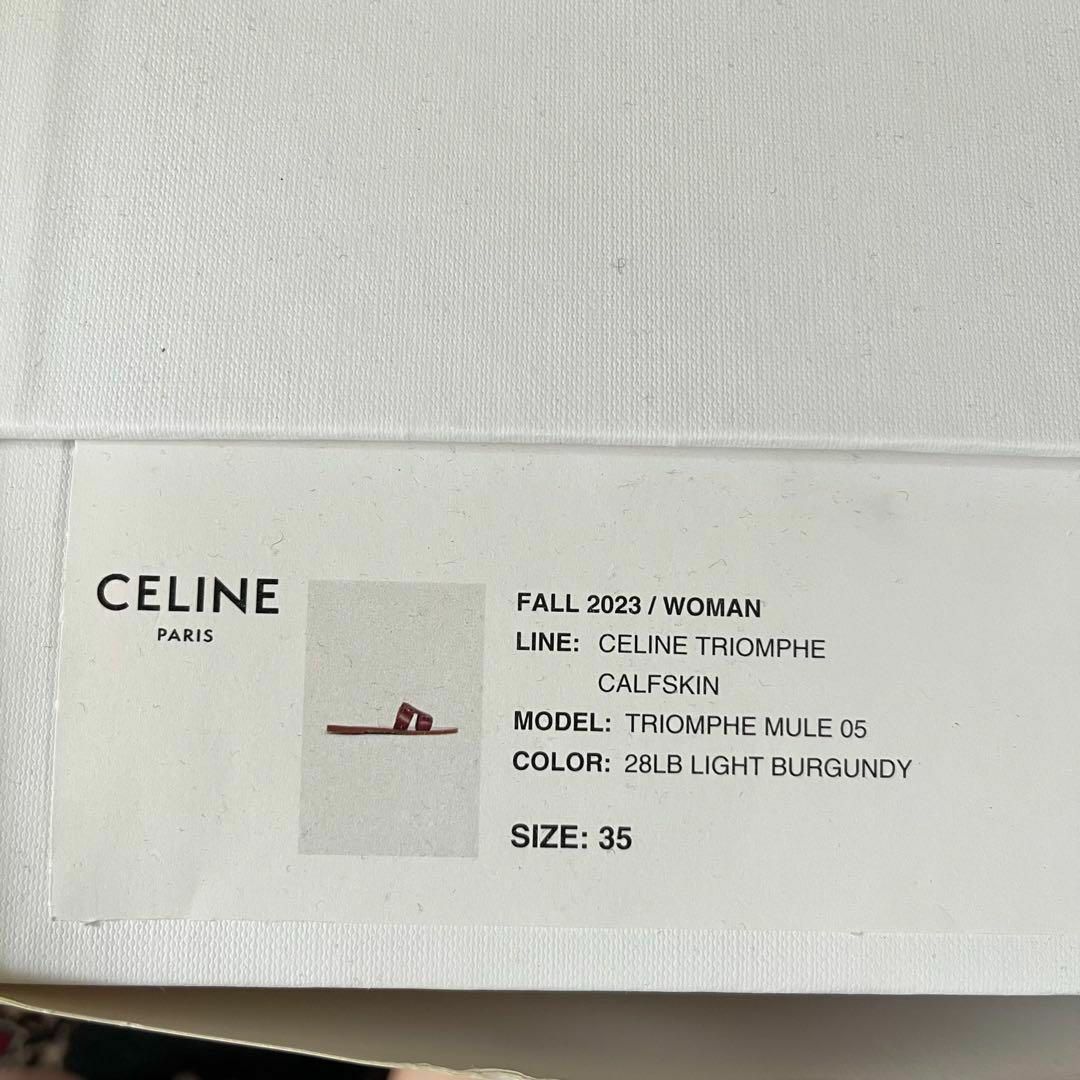 CELINE
PARIS
FALL 2023 / WOMAN
LINE: CELINE TRIOMPHE
CALFSKIN
MODEL: TRIOMPHE MULE 05
COLOR: 28LB LIGHT BURGUNDY
SIZE: 35